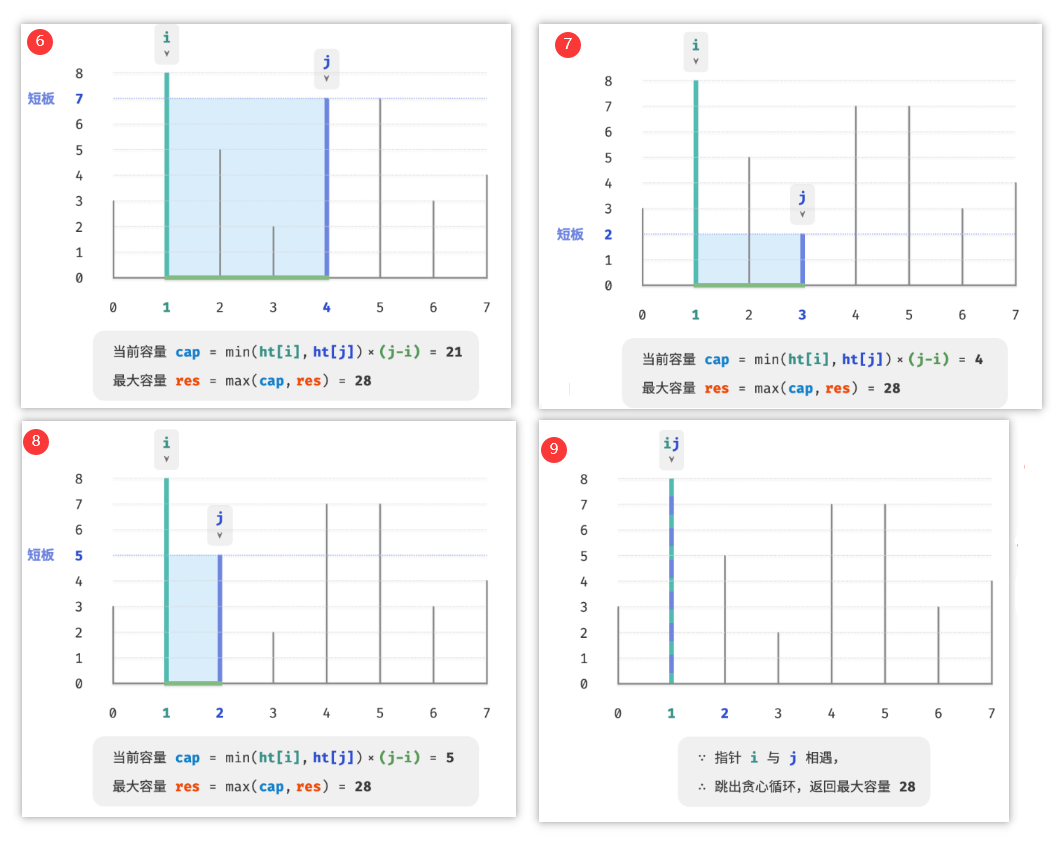 6
i
j
8
短板 7
6
5
4
3
2
1
0
0 1 2 3 4 5 6 7
当前容量 cap = min(ht[i], ht[j]) × (j-i) = 21
最大容量 res = max(cap, res) = 28
7
i
8
7
6
5
4
j
3
短板 2
1
0
0 1 2 3 4 5 6 7
当前容量 cap = min(ht[i], ht[j]) × (j-i) = 4
最大容量 res = max(cap, res) = 28
8
i
8
7
j
6
短板 5
4
3
2
1
0
0 1 2 3 4 5 6 7
当前容量 cap = min(ht[i], ht[j]) × (j-i) = 5
最大容量 res = max(cap, res) = 28
9
ij
8
7
6
5
4
3
2
1
0
0 1 2 3 4 5 6 7
∵ 指针 i 与 j 相遇，
∴ 跳出贪心循环，返回最大容量 28